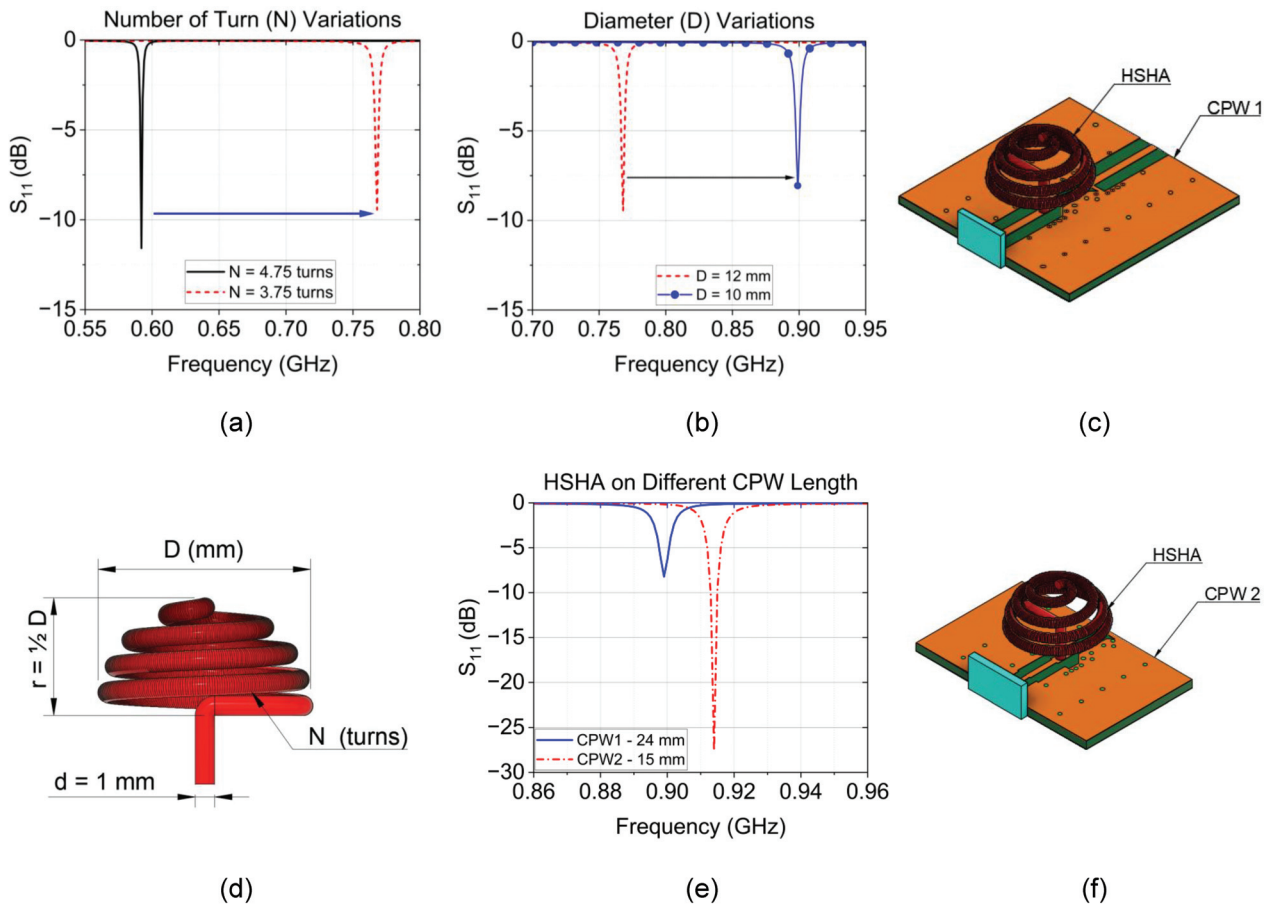 Number of Turn (N) Variations
0
−5
−10
−15
S11 (dB)
N = 4.75 turns
N = 3.75 turns
0.55 0.60 0.65 0.70 0.75 0.80
Frequency (GHz)
(a)
Diameter (D) Variations
0
−5
−10
−15
S11 (dB)
D = 12 mm
D = 10 mm
0.70 0.75 0.80 0.85 0.90 0.95
Frequency (GHz)
(b)
HSHA
CPW 1
(c)
D (mm)
r = ½ D
N (turns)
d = 1 mm
(d)
HSHA on Different CPW Length
0
−5
−10
−15
−20
−25
−30
S11 (dB)
CPW1 - 24 mm
CPW2 - 15 mm
0.86 0.88 0.90 0.92 0.94 0.96
Frequency (GHz)
(e)
HSHA
CPW 2
(f)